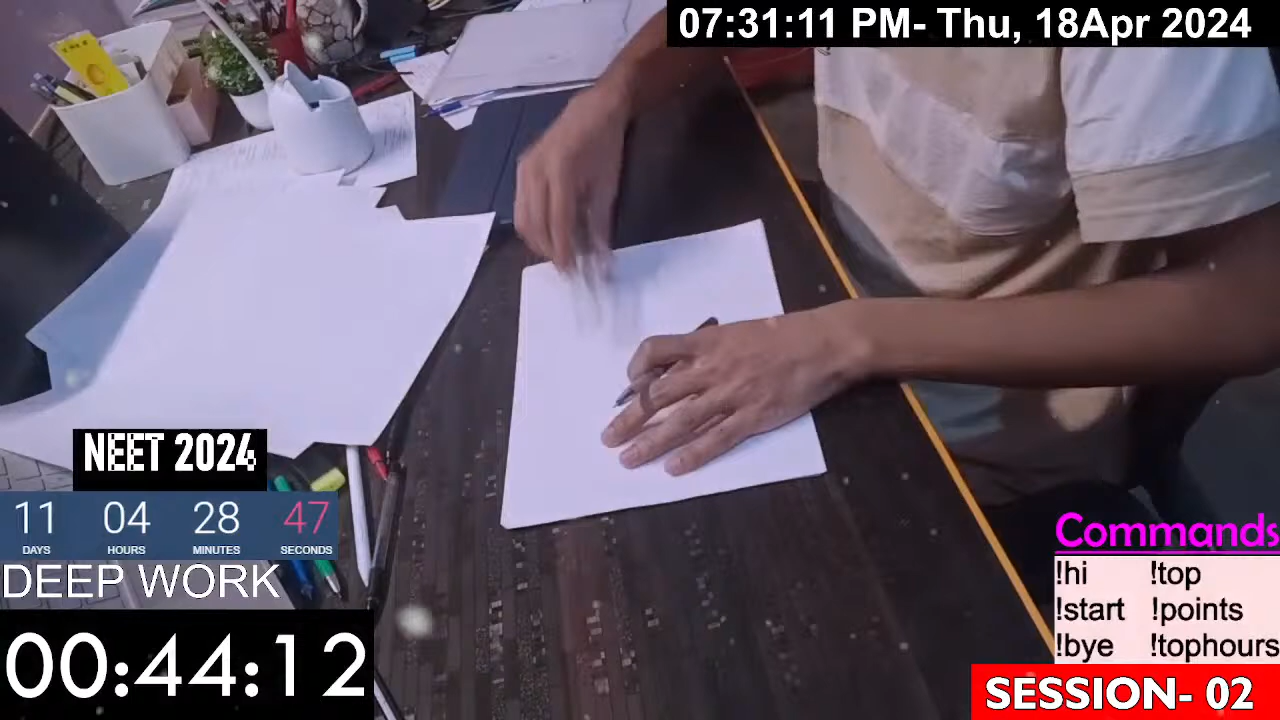 07:31:11 PM- Thu, 18Apr 2024
NEET 2024
11 04 28 47
DAYS HOURS MINUTES SECONDS
DEEP WORK
00:44:12
Commands
!hi !top
!start !points
!bye !tophours
SESSION- 02